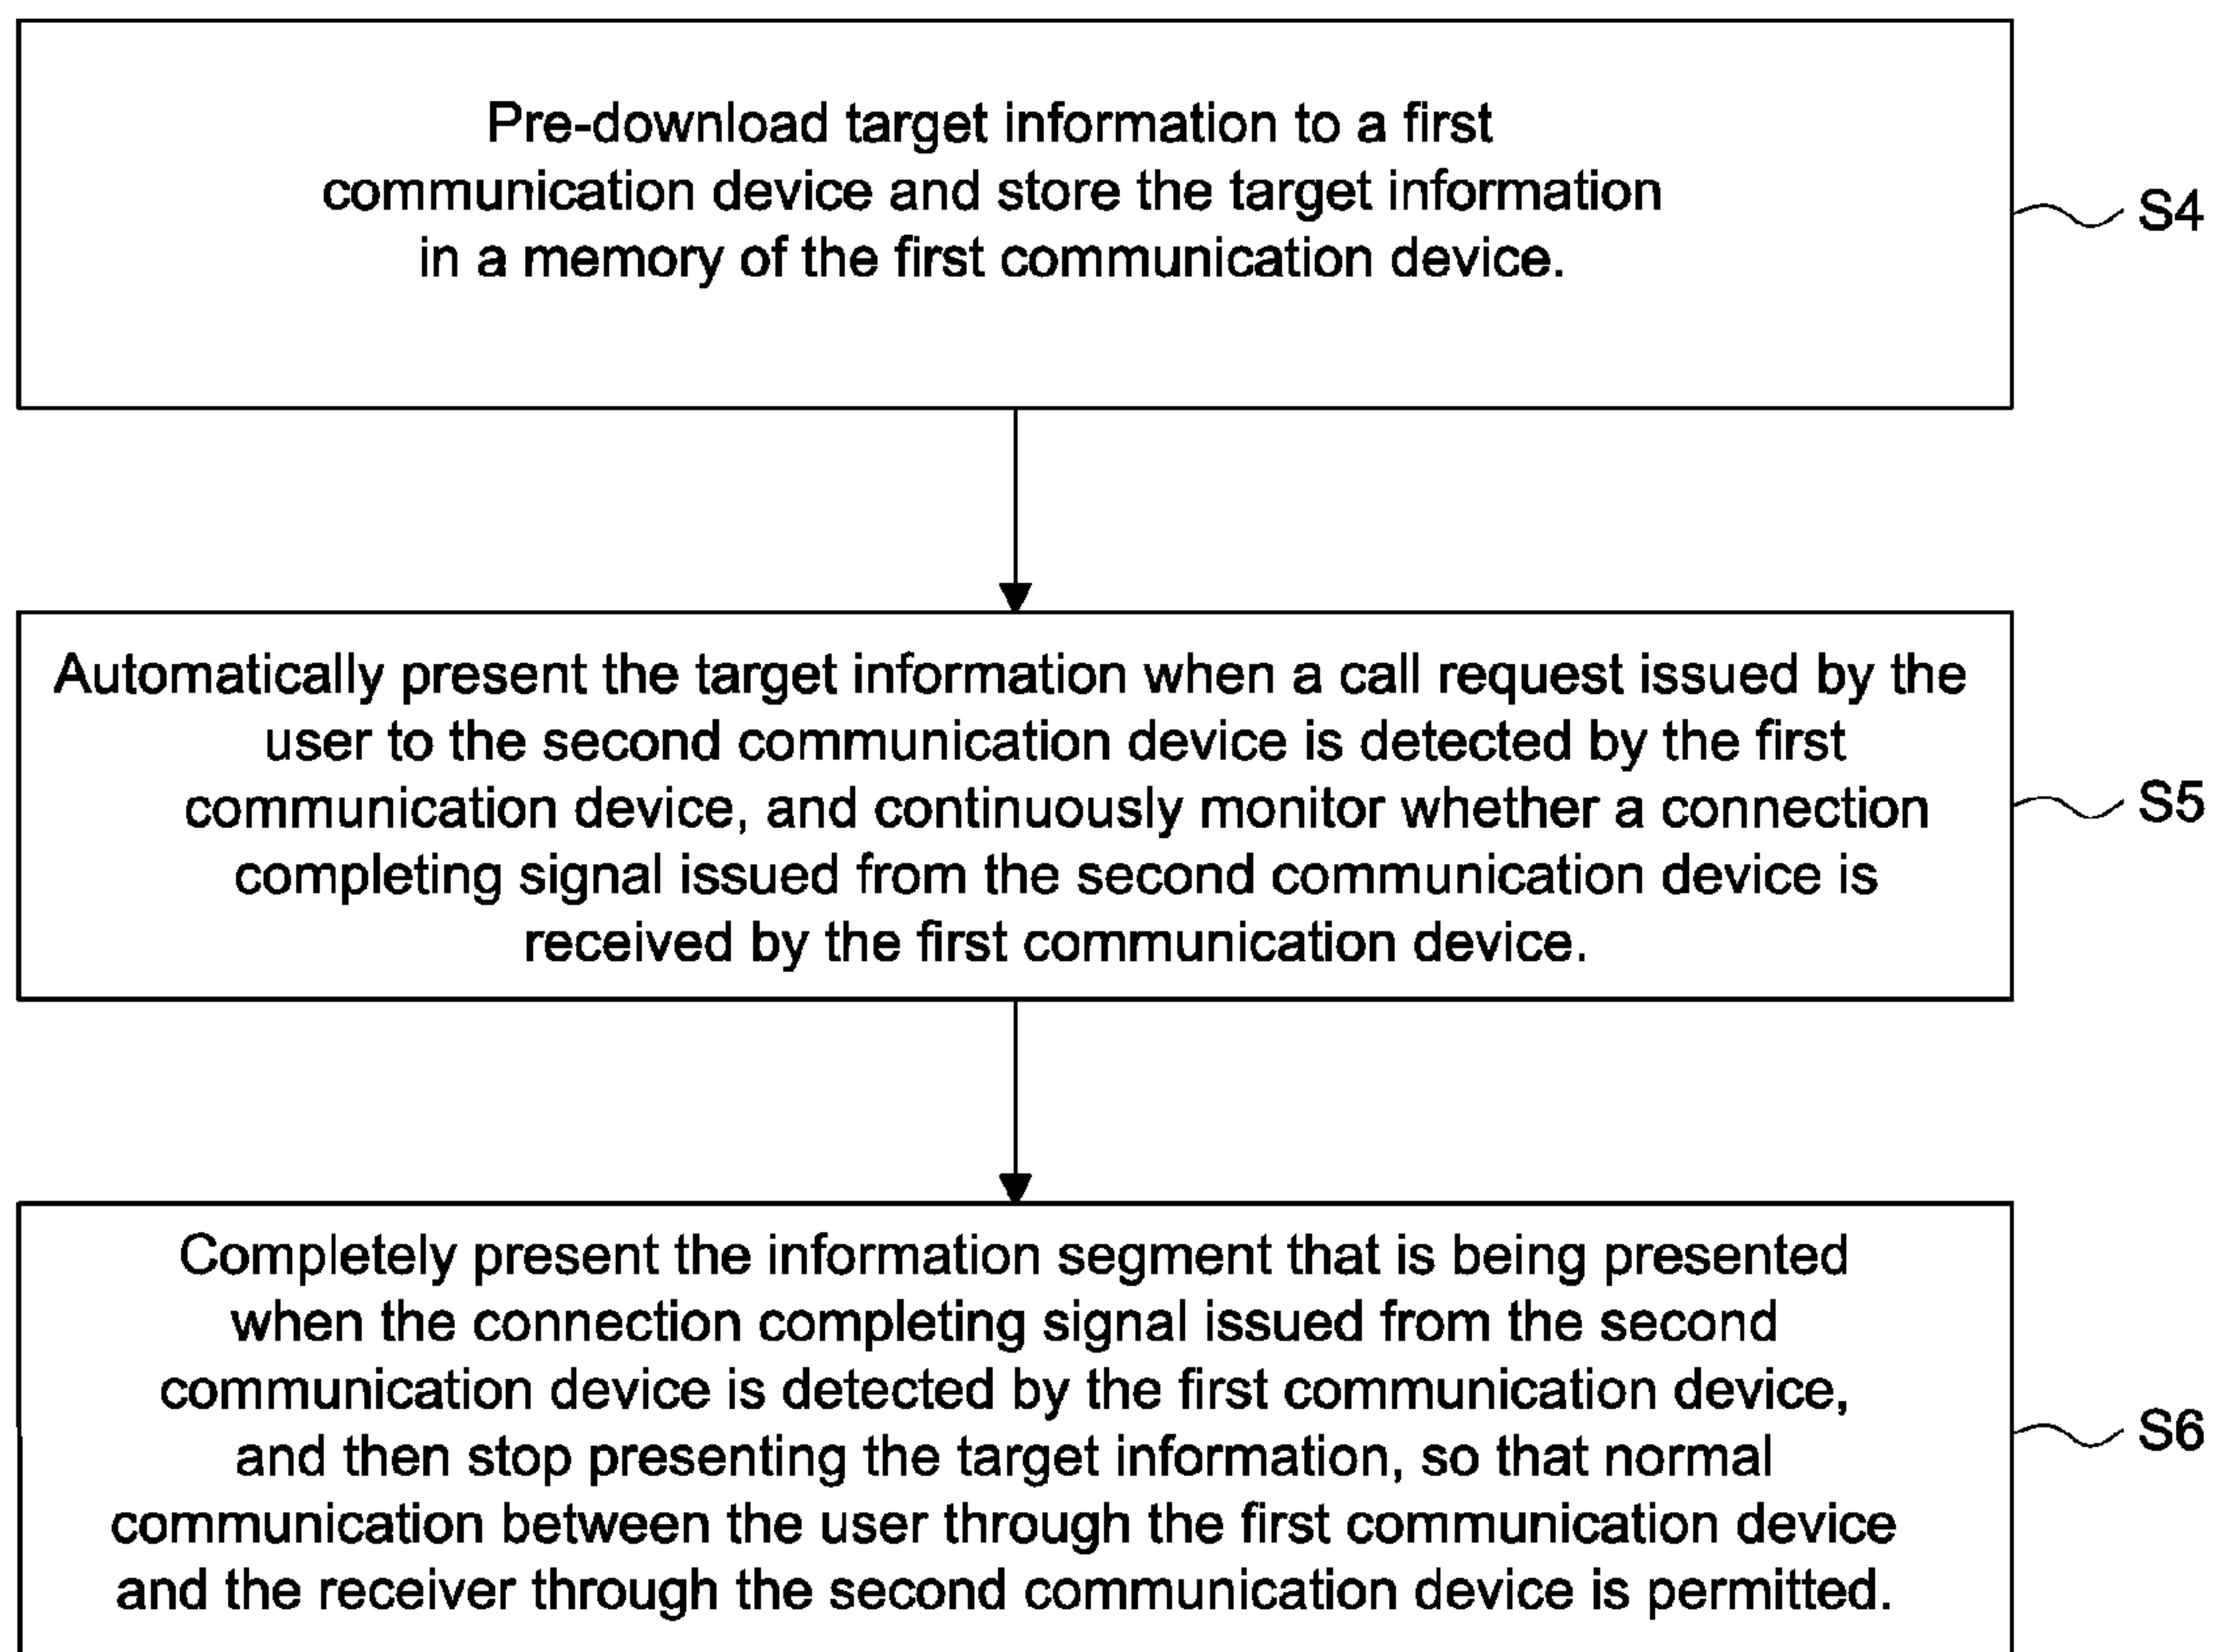 Pre-download target information to a first
communication device and store the target information
in a memory of the first communication device.
S4
Automatically present the target information when a call request issued by the
user to the second communication device is detected by the first
communication device, and continuously monitor whether a connection
completing signal issued from the second communication device is
received by the first communication device.
S5
Completely present the information segment that is being presented
when the connection completing signal issued from the second
communication device is detected by the first communication device,
and then stop presenting the target information, so that normal
communication between the user through the first communication device
and the receiver through the second communication device is permitted.
S6